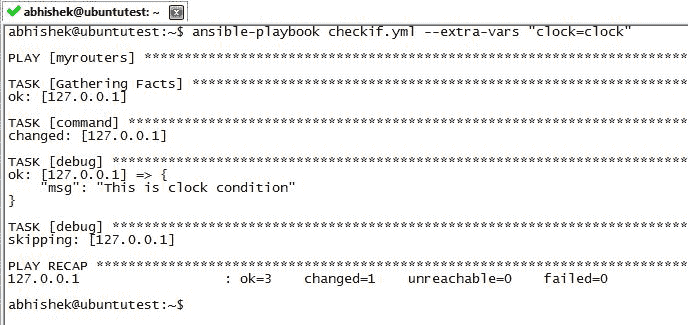 abhishek@ubuntutest: ~
abhishek@ubuntutest:~$ ansible-playbook checkif.yml --extra-vars "clock=clock"
PLAY [myrouters] *********************************************************************
TASK [Gathering Facts] ***************************************************************
ok: [127.0.0.1]
TASK [command] ***********************************************************************
changed: [127.0.0.1]
TASK [debug] *************************************************************************
ok: [127.0.0.1] => {
    "msg": "This is clock condition"
}
TASK [debug] *************************************************************************
skipping: [127.0.0.1]
PLAY RECAP ***************************************************************************
127.0.0.1                  : ok=3    changed=1    unreachable=0    failed=0
abhishek@ubuntutest:~$